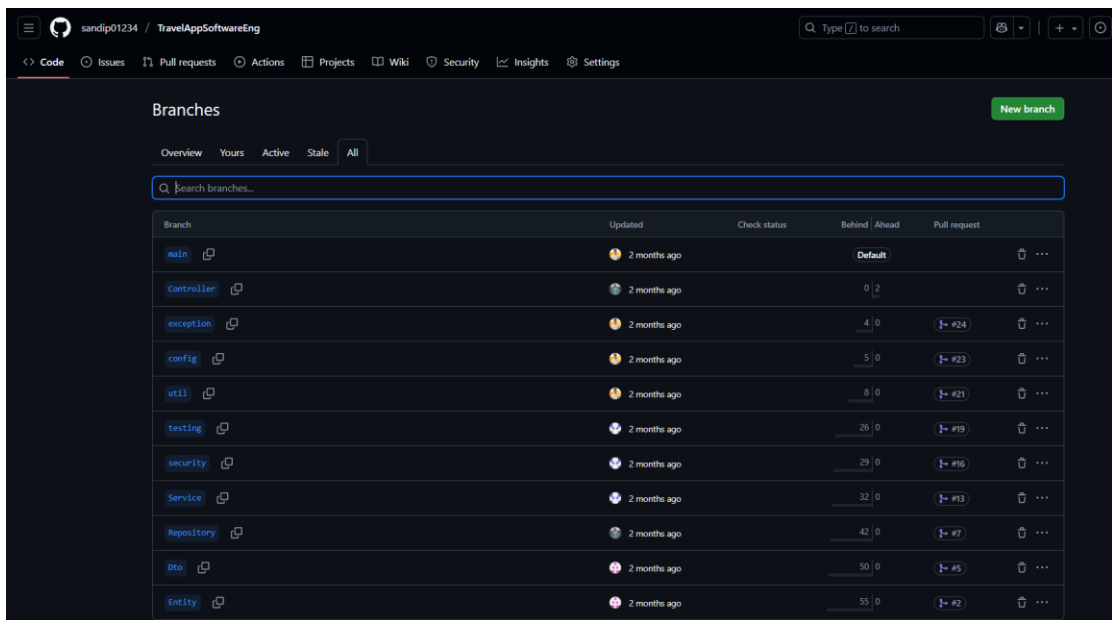 sandip01234 / TravelAppSoftwareEng Type / to search
Code Issues Pull requests Actions Projects Wiki Security Insights Settings
Branches New branch
Overview Yours Active Stale All
Search branches...
Branch Updated Check status Behind Ahead Pull request
main 2 months ago Default
Controller 2 months ago 0 2
exception 2 months ago 4 0 #24
config 2 months ago 5 0 #23
util 2 months ago 8 0 #21
testing 2 months ago 26 0 #19
security 2 months ago 29 0 #16
Service 2 months ago 32 0 #13
Repository 2 months ago 42 0 #7
Dto 2 months ago 50 0 #5
Entity 2 months ago 55 0 #2